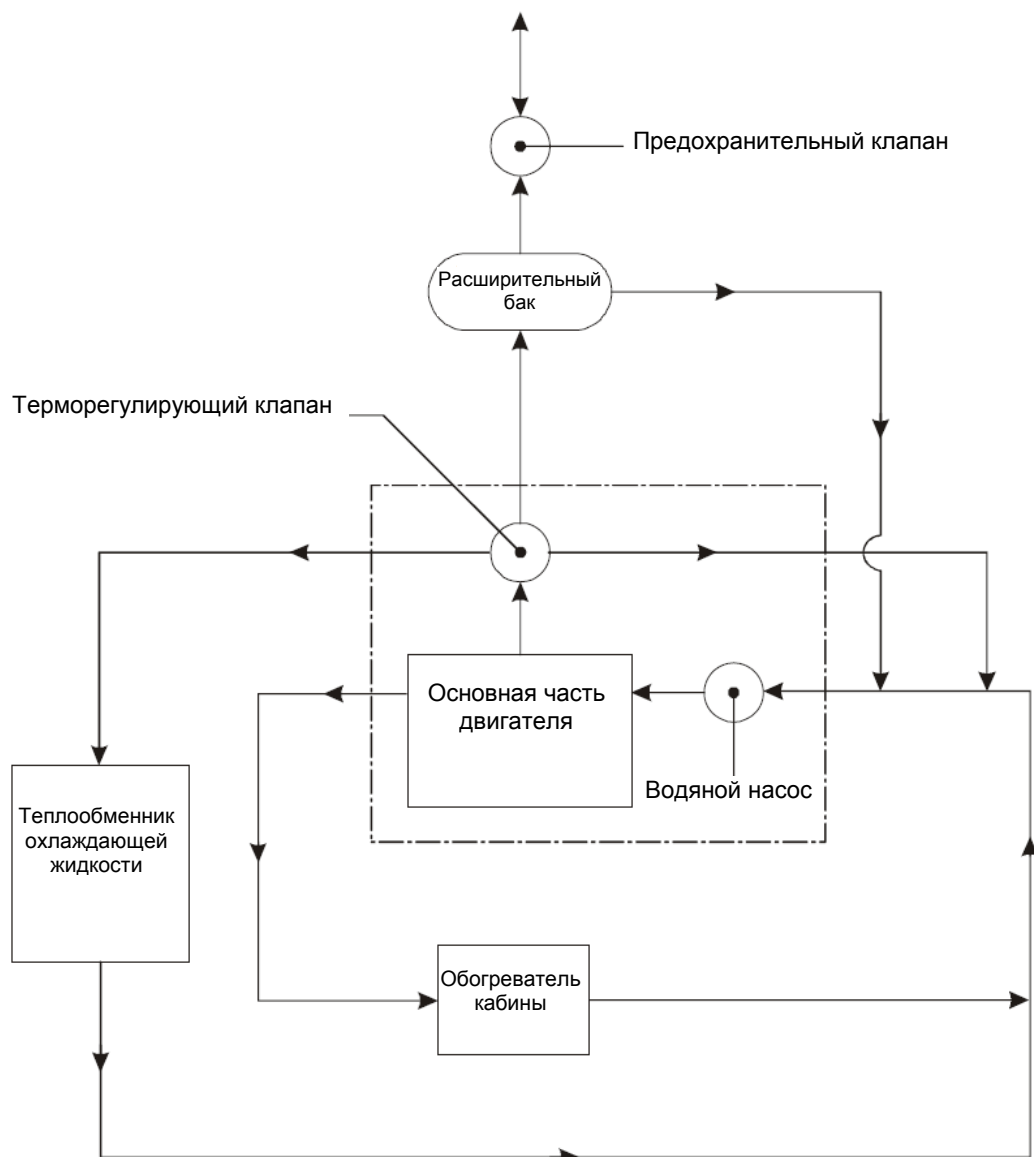 Предохранительный клапан
Расширительный
бак
Терморегулирующий клапан
Основная часть
двигателя
Водяной насос
Теплообменник
охлаждающей
жидкости
Обогреватель
кабины